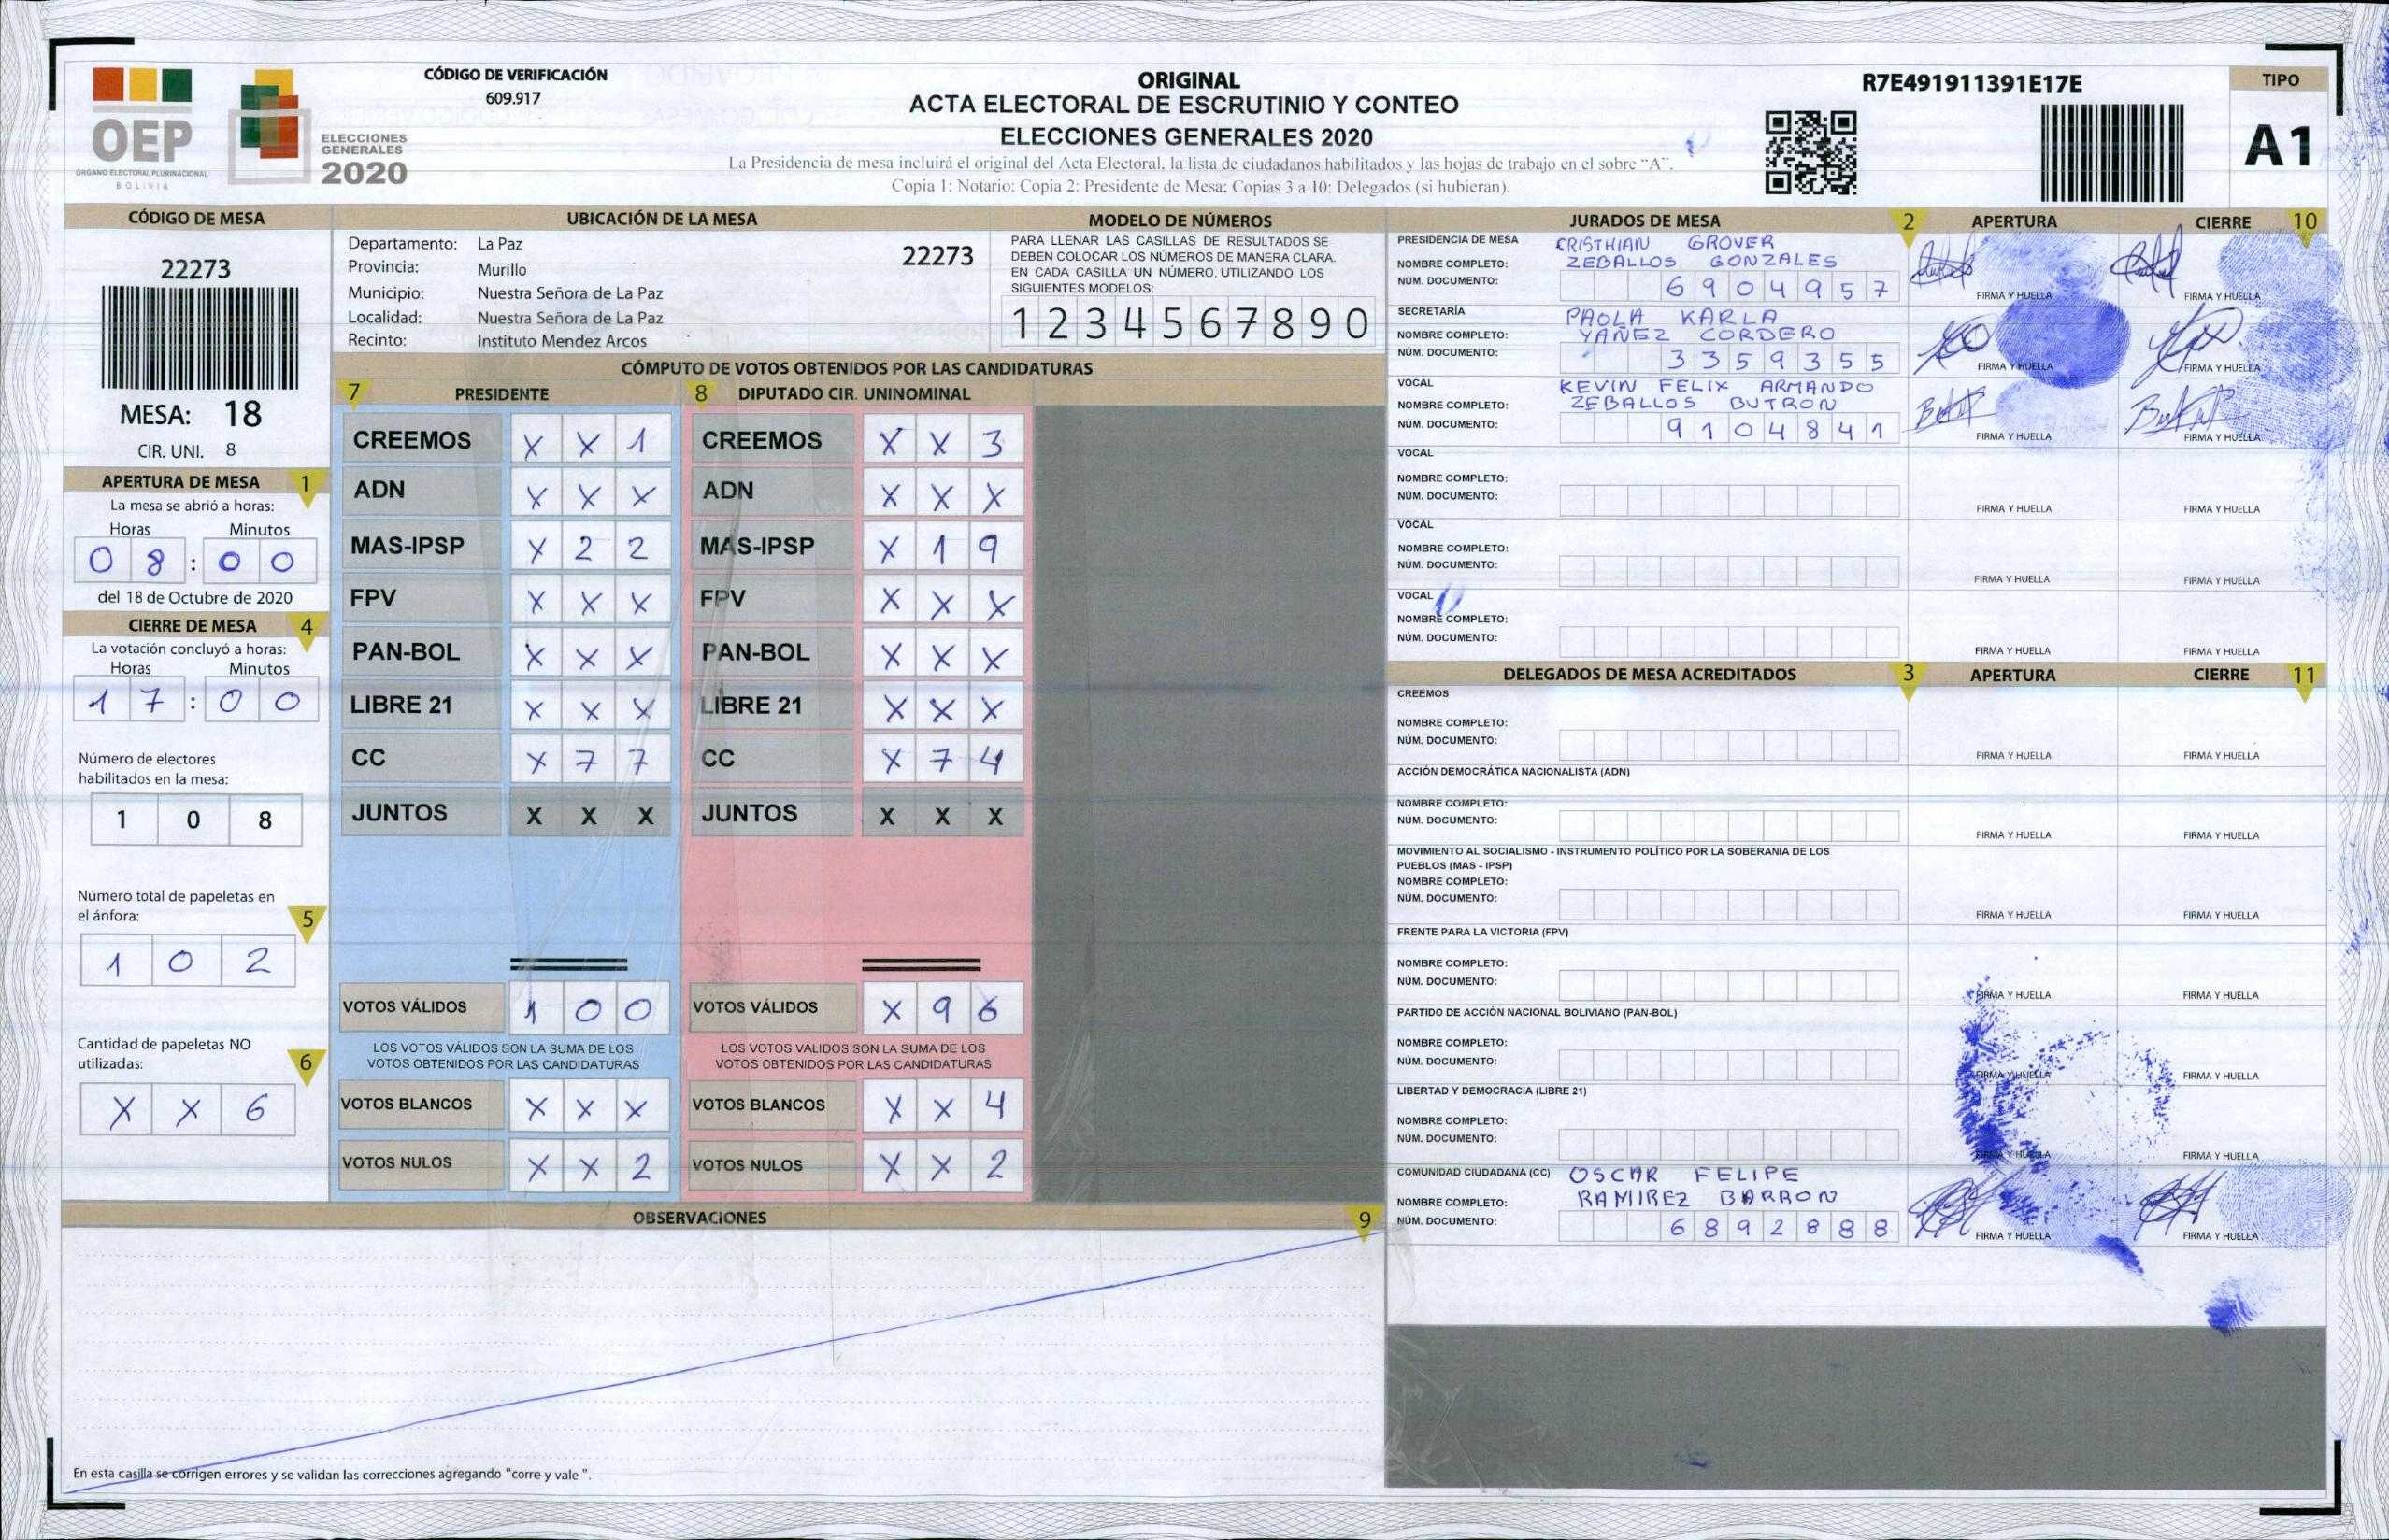 OEP
ÓRGANO ELECTORAL PLURINACIONAL
BOLIVIA
ELECCIONES
GENERALES
2020
CÓDIGO DE VERIFICACIÓN
609.917
ORIGINAL
ACTA ELECTORAL DE ESCRUTINIO Y CONTEO
ELECCIONES GENERALES 2020
La Presidencia de mesa incluirá el original del Acta Electoral, la lista de ciudadanos habilitados y las hojas de trabajo en el sobre “A”.
Copia 1: Notario; Copia 2: Presidente de Mesa; Copias 3 a 10: Delegados (si hubieran).
R7E491911391E17E
TIPO
A1
CÓDIGO DE MESA
22273
MESA: 18
CIR. UNI. 8
APERTURA DE MESA 1
La mesa se abrió a horas:
Horas Minutos
0 8 : 0 0
del 18 de Octubre de 2020
CIERRE DE MESA 4
La votación concluyó a horas:
Horas Minutos
1 7 : 0 0
Número de electores
habilitados en la mesa:
1 0 8
Número total de papeletas en
el ánfora:
5
1 0 2
Cantidad de papeletas NO
utilizadas:
6
X X 6
UBICACIÓN DE LA MESA
Departamento: La Paz
22273
Provincia: Murillo
Municipio: Nuestra Señora de La Paz
Localidad: Nuestra Señora de La Paz
Recinto: Instituto Mendez Arcos
MODELO DE NÚMEROS
PARA LLENAR LAS CASILLAS DE RESULTADOS SE
DEBEN COLOCAR LOS NÚMEROS DE MANERA CLARA.
EN CADA CASILLA UN NÚMERO, UTILIZANDO LOS
SIGUIENTES MODELOS:
1 2 3 4 5 6 7 8 9 0
CÓMPUTO DE VOTOS OBTENIDOS POR LAS CANDIDATURAS
7 PRESIDENTE 8 DIPUTADO CIR. UNINOMINAL
CREEMOS X X 1 CREEMOS X X 3
ADN X X X ADN X X X
MAS-IPSP X 2 2 MAS-IPSP X 1 9
FPV X X X FPV X X X
PAN-BOL X X X PAN-BOL X X X
LIBRE 21 X X X LIBRE 21 X X X
CC X 7 7 CC X 7 4
JUNTOS X X X JUNTOS X X X
VOTOS VÁLIDOS 1 0 0 VOTOS VÁLIDOS X 9 6
LOS VOTOS VÁLIDOS SON LA SUMA DE LOS LOS VOTOS VÁLIDOS SON LA SUMA DE LOS
VOTOS OBTENIDOS POR LAS CANDIDATURAS VOTOS OBTENIDOS POR LAS CANDIDATURAS
VOTOS BLANCOS X X X VOTOS BLANCOS X X 4
VOTOS NULOS X X 2 VOTOS NULOS X X 2
OBSERVACIONES 9
En esta casilla se corrigen errores y se validan las correcciones agregando “corre y vale ”.
JURADOS DE MESA 2 APERTURA CIERRE 10
PRESIDENCIA DE MESA CRISTHIAN GROVER
NOMBRE COMPLETO: ZEBALLOS GONZALES
NÚM. DOCUMENTO: 6 9 0 4 9 5 7
FIRMA Y HUELLA FIRMA Y HUELLA
SECRETARÍA PAOLA KARLA
NOMBRE COMPLETO: YAÑEZ CORDERO
NÚM. DOCUMENTO: 3 3 5 9 3 5 5
FIRMA Y HUELLA FIRMA Y HUELLA
VOCAL KEVIN FELIX ARMANDO
NOMBRE COMPLETO: ZEBALLOS BUTRON
NÚM. DOCUMENTO: 9 1 0 4 8 4 1
FIRMA Y HUELLA FIRMA Y HUELLA
VOCAL
NOMBRE COMPLETO:
NÚM. DOCUMENTO:
FIRMA Y HUELLA FIRMA Y HUELLA
VOCAL
NOMBRE COMPLETO:
NÚM. DOCUMENTO:
FIRMA Y HUELLA FIRMA Y HUELLA
VOCAL
NOMBRE COMPLETO:
NÚM. DOCUMENTO:
FIRMA Y HUELLA FIRMA Y HUELLA
DELEGADOS DE MESA ACREDITADOS 3 APERTURA CIERRE 11
CREEMOS
NOMBRE COMPLETO:
NÚM. DOCUMENTO:
FIRMA Y HUELLA FIRMA Y HUELLA
ACCIÓN DEMOCRÁTICA NACIONALISTA (ADN)
NOMBRE COMPLETO:
NÚM. DOCUMENTO:
FIRMA Y HUELLA FIRMA Y HUELLA
MOVIMIENTO AL SOCIALISMO - INSTRUMENTO POLÍTICO POR LA SOBERANIA DE LOS
PUEBLOS (MAS - IPSP)
NOMBRE COMPLETO:
NÚM. DOCUMENTO:
FIRMA Y HUELLA FIRMA Y HUELLA
FRENTE PARA LA VICTORIA (FPV)
NOMBRE COMPLETO:
NÚM. DOCUMENTO:
FIRMA Y HUELLA FIRMA Y HUELLA
PARTIDO DE ACCIÓN NACIONAL BOLIVIANO (PAN-BOL)
NOMBRE COMPLETO:
NÚM. DOCUMENTO:
FIRMA Y HUELLA FIRMA Y HUELLA
LIBERTAD Y DEMOCRACIA (LIBRE 21)
NOMBRE COMPLETO:
NÚM. DOCUMENTO:
FIRMA Y HUELLA FIRMA Y HUELLA
COMUNIDAD CIUDADANA (CC) OSCAR FELIPE
NOMBRE COMPLETO: RAMIREZ BARRON
NÚM. DOCUMENTO: 6 8 9 2 8 8 8
FIRMA Y HUELLA FIRMA Y HUELLA